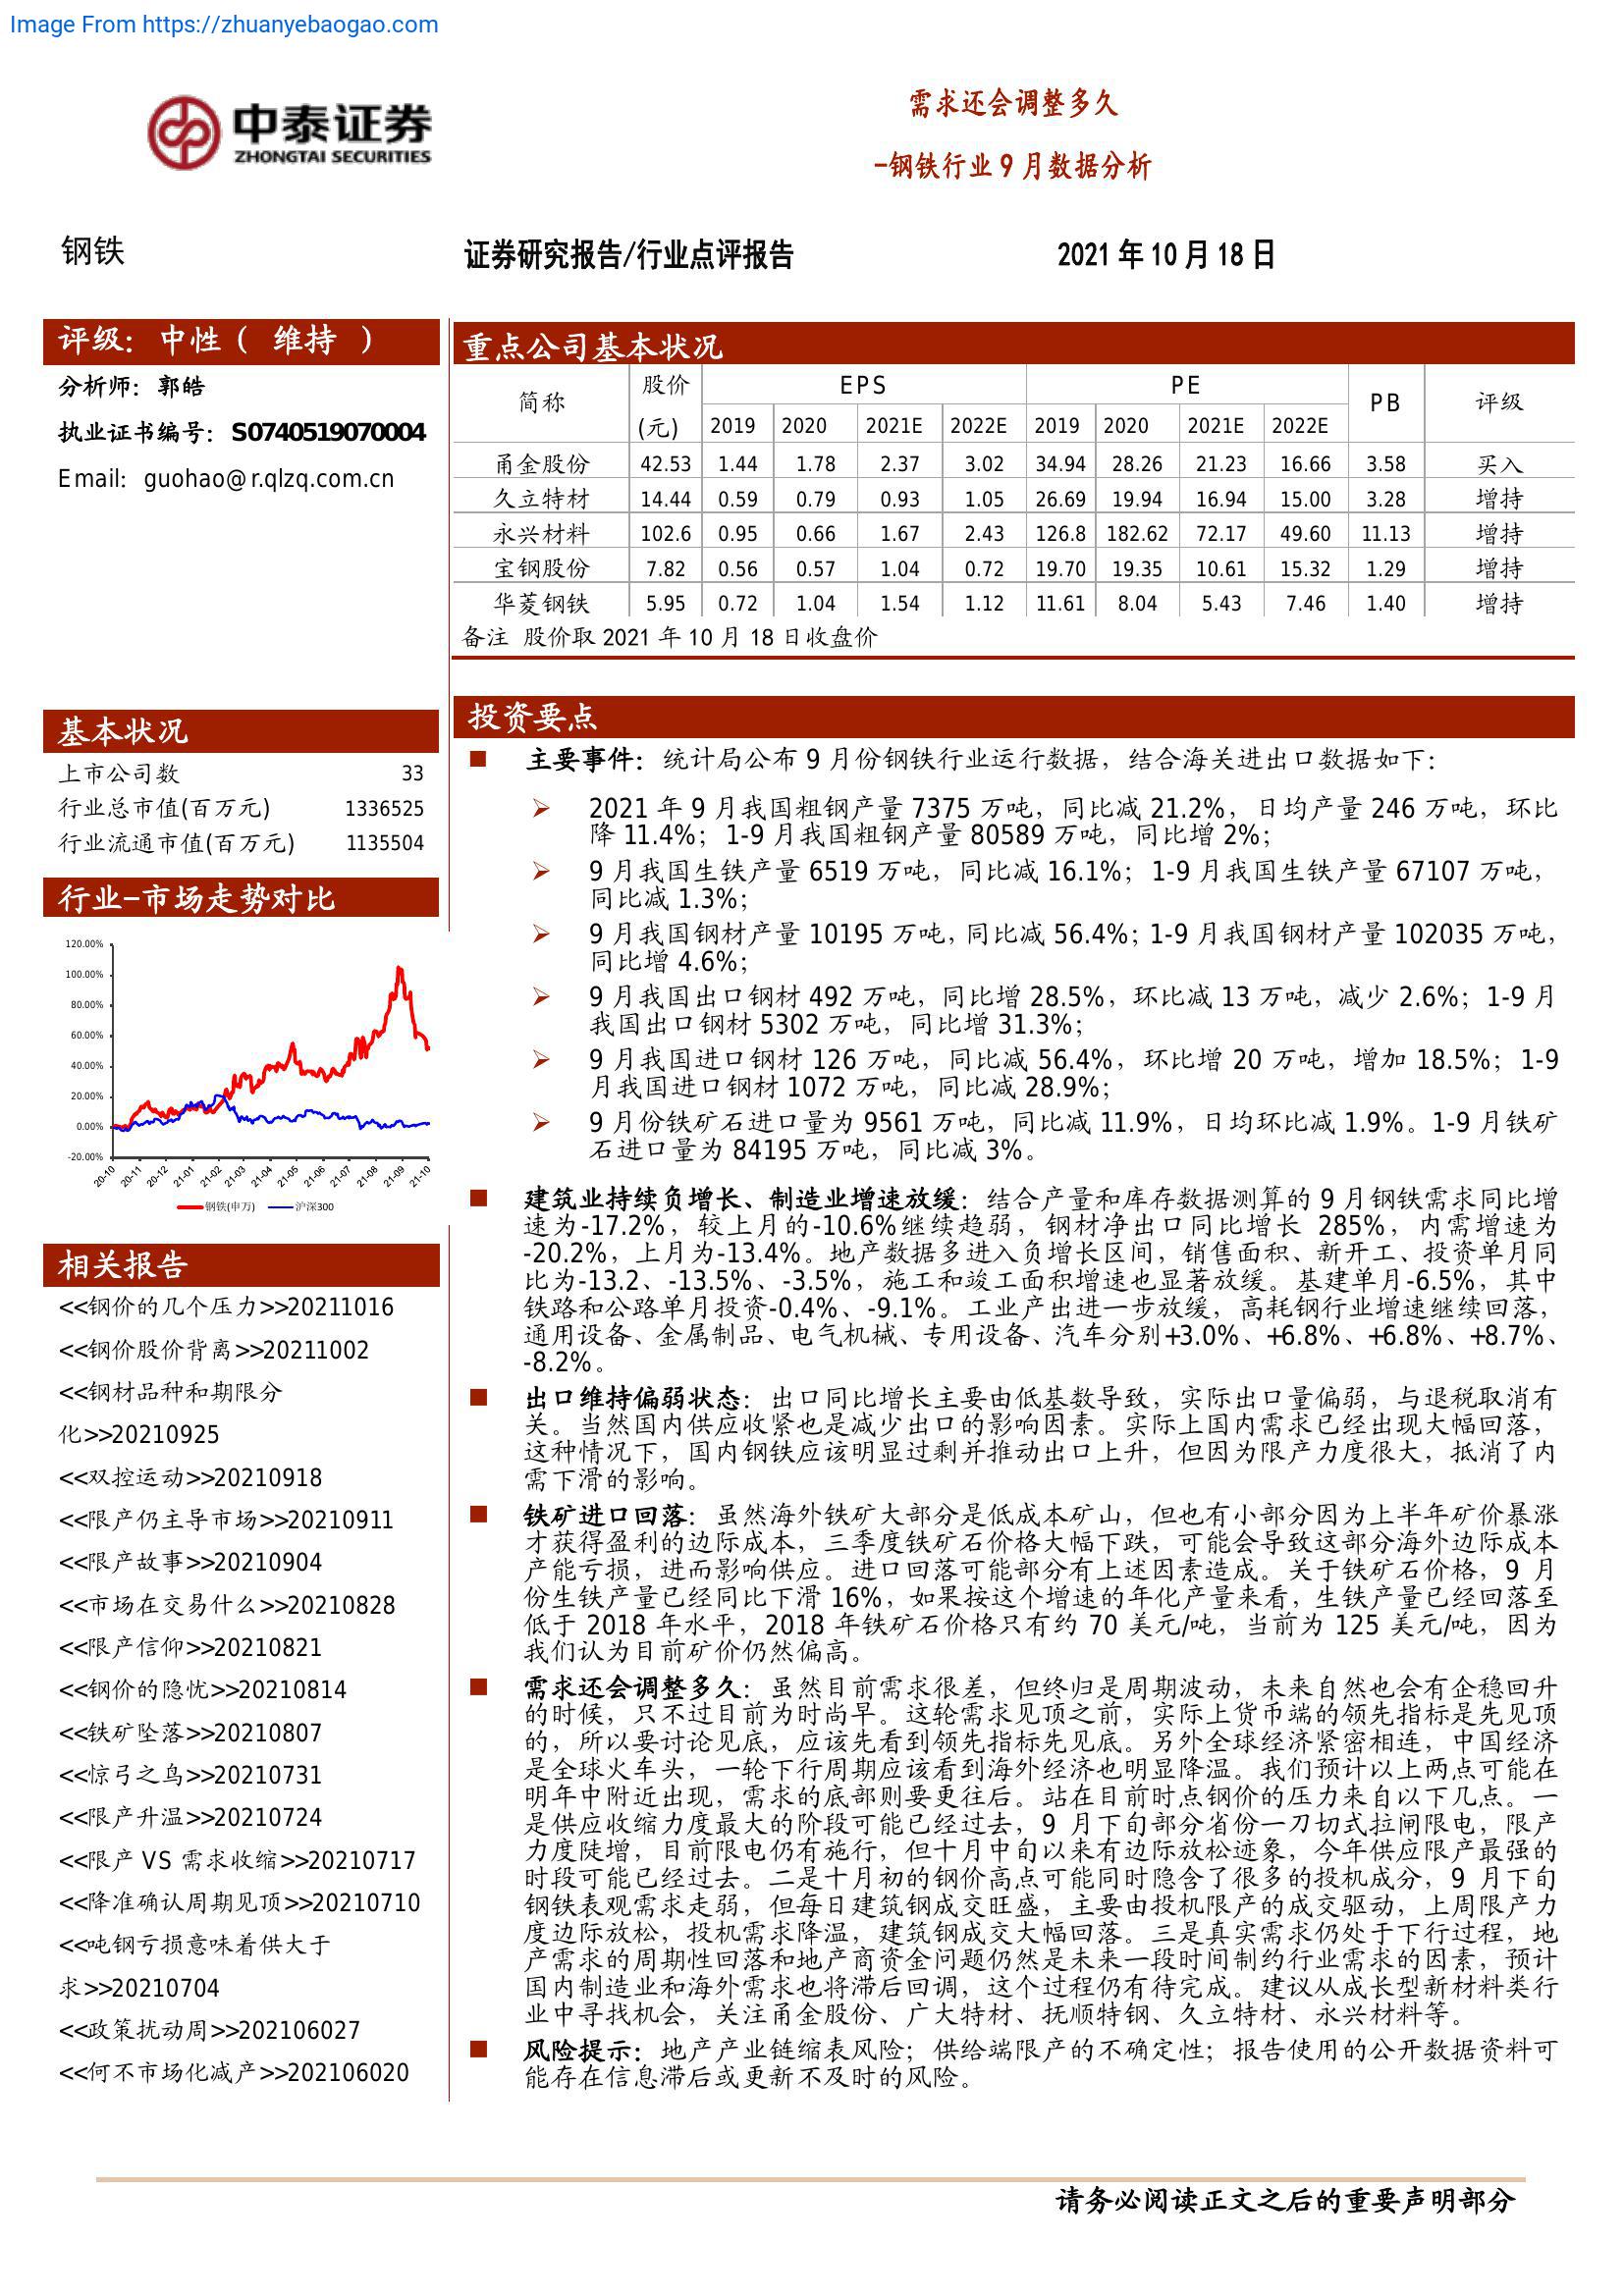 Image From https://zhuanyebaogao.com
中泰证券
ZHONGTAI SECURITIES
需求还会调整多久
-钢铁行业 9 月数据分析
钢铁
证券研究报告/行业点评报告
2021 年 10 月 18 日
评级： 中性（ 维持 ）
分析师：郭皓
执业证书编号：S0740519070004
Email： guohao@r.qlzq.com.cn
重点公司基本状况
简称 股价(元) EPS PE PB 评级
2019 2020 2021E 2022E 2019 2020 2021E 2022E
甬金股份 42.53 1.44 1.78 2.37 3.02 34.94 28.26 21.23 16.66 3.58 买入
久立特材 14.44 0.59 0.79 0.93 1.05 26.69 19.94 16.94 15.00 3.28 增持
永兴材料 102.6 0.95 0.66 1.67 2.43 126.8 182.62 72.17 49.60 11.13 增持
宝钢股份 7.82 0.56 0.57 1.04 0.72 19.70 19.35 10.61 15.32 1.29 增持
华菱钢铁 5.95 0.72 1.04 1.54 1.12 11.61 8.04 5.43 7.46 1.40 增持
备注 股价取 2021 年 10 月 18 日收盘价
基本状况
上市公司数 33
行业总市值(百万元) 1336525
行业流通市值(百万元) 1135504
行业-市场走势对比
120.00%
100.00%
80.00%
60.00%
40.00%
20.00%
0.00%
-20.00%
20-10 20-11 20-12 21-01 21-02 21-03 21-04 21-05 21-06 21-07 21-08 21-09 21-10
钢铁(申万) 沪深300
相关报告
<<钢价的几个压力>>20211016
<<钢价股价背离>>20211002
<<钢材品种和期限分
化>>20210925
<<双控运动>>20210918
<<限产仍主导市场>>20210911
<<限产故事>>20210904
<<市场在交易什么>>20210828
<<限产信仰>>20210821
<<钢价的隐忧>>20210814
<<铁矿坠落>>20210807
<<惊弓之鸟>>20210731
<<限产升温>>20210724
<<限产 VS 需求收缩>>20210717
<<降准确认周期见顶>>20210710
<<吨钢亏损意味着供大于
求>>20210704
<<政策扰动周>>202106027
<<何不市场化减产>>202106020
投资要点
主要事件：统计局公布 9 月份钢铁行业运行数据，结合海关进出口数据如下：
2021 年 9 月我国粗钢产量 7375 万吨，同比减 21.2%，日均产量 246 万吨，环比
降 11.4%；1-9 月我国粗钢产量 80589 万吨，同比增 2%；
9 月我国生铁产量 6519 万吨，同比减 16.1%；1-9 月我国生铁产量 67107 万吨，
同比减 1.3%；
9 月我国钢材产量 10195 万吨，同比减 56.4%；1-9 月我国钢材产量 102035 万吨，
同比增 4.6%；
9 月我国出口钢材 492 万吨，同比增 28.5%，环比减 13 万吨，减少 2.6%；1-9 月
我国出口钢材 5302 万吨，同比增 31.3%；
9 月我国进口钢材 126 万吨，同比减 56.4%，环比增 20 万吨，增加 18.5%；1-9
月我国进口钢材 1072 万吨，同比减 28.9%；
9 月份铁矿石进口量为 9561 万吨，同比减 11.9%，日均环比减 1.9%。1-9 月铁矿
石进口量为 84195 万吨，同比减 3%。
建筑业持续负增长、制造业增速放缓：结合产量和库存数据测算的 9 月钢铁需求同比增
速为-17.2%，较上月的-10.6%继续趋弱，钢材净出口同比增长 285%，内需增速为
-20.2%，上月为-13.4%。地产数据多进入负增长区间，销售面积、新开工、投资单月同
比为-13.2、-13.5%、-3.5%，施工和竣工面积增速也显著放缓。基建单月-6.5%，其中
铁路和公路单月投资-0.4%、-9.1%。工业产出进一步放缓，高耗钢行业增速继续回落，
通用设备、金属制品、电气机械、专用设备、汽车分别+3.0%、+6.8%、+6.8%、+8.7%、
-8.2%。
出口维持偏弱状态：出口同比增长主要由低基数导致，实际出口量偏弱，与退税取消有
关。当然国内供应收紧也是减少出口的影响因素。实际上国内需求已经出现大幅回落，
这种情况下，国内钢铁应该明显过剩并推动出口上升，但因为限产力度很大，抵消了内
需下滑的影响。
铁矿进口回落：虽然海外铁矿大部分是低成本矿山，但也有小部分因为上半年矿价暴涨
才获得盈利的边际成本，三季度铁矿石价格大幅下跌，可能会导致这部分海外边际成本
产能亏损，进而影响供应。进口回落可能部分有上述因素造成。关于铁矿石价格，9 月
份生铁产量已经同比下滑 16%，如果按这个增速的年化产量来看，生铁产量已经回落至
低于 2018 年水平，2018 年铁矿石价格只有约 70 美元/吨，当前为 125 美元/吨，因为
我们认为目前矿价仍然偏高。
需求还会调整多久：虽然目前需求很差，但终归是周期波动，未来自然也会有企稳回升
的时候，只不过目前为时尚早。这轮需求见顶之前，实际上货币端的领先指标是先见顶
的，所以要讨论见底，应该先看到领先指标先见底。另外全球经济紧密相连，中国经济
是全球火车头，一轮下行周期应该看到海外经济也明显降温。我们预计以上两点可能在
明年中附近出现，需求的底部则要更往后。站在目前时点钢价的压力来自以下几点。一
是供应收缩力度最大的阶段可能已经过去，9 月下旬部分省份一刀切式拉闸限电，限产
力度陡增，目前限电仍有施行，但十月中旬以来有边际放松迹象，今年供应限产最强的
时段可能已经过去。二是十月初的钢价高点可能同时隐含了很多的投机成分，9 月下旬
钢铁表观需求走弱，但每日建筑钢成交旺盛，主要由投机限产的成交驱动，上周限产力
度边际放松，投机需求降温，建筑钢成交大幅回落。三是真实需求仍处于下行过程，地
产需求的周期性回落和地产商资金问题仍然是未来一段时间制约行业需求的因素，预计
国内制造业和海外需求也将滞后回调，这个过程仍有待完成。建议从成长型新材料类行
业中寻找机会，关注甬金股份、广大特材、抚顺特钢、久立特材、永兴材料等。
风险提示：地产产业链缩表风险；供给端限产的不确定性；报告使用的公开数据资料可
能存在信息滞后或更新不及时的风险。
请务必阅读正文之后的重要声明部分